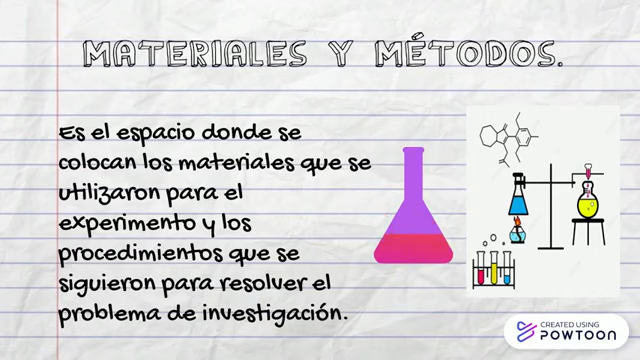 MATERIALES Y MÉTODOS.
Es el espacio donde se
colocan los materiales que se
utilizaron para el
experimento y los
procedimientos que se
siguieron para resolver el
problema de investigación.
CREATED USING
POWTOON